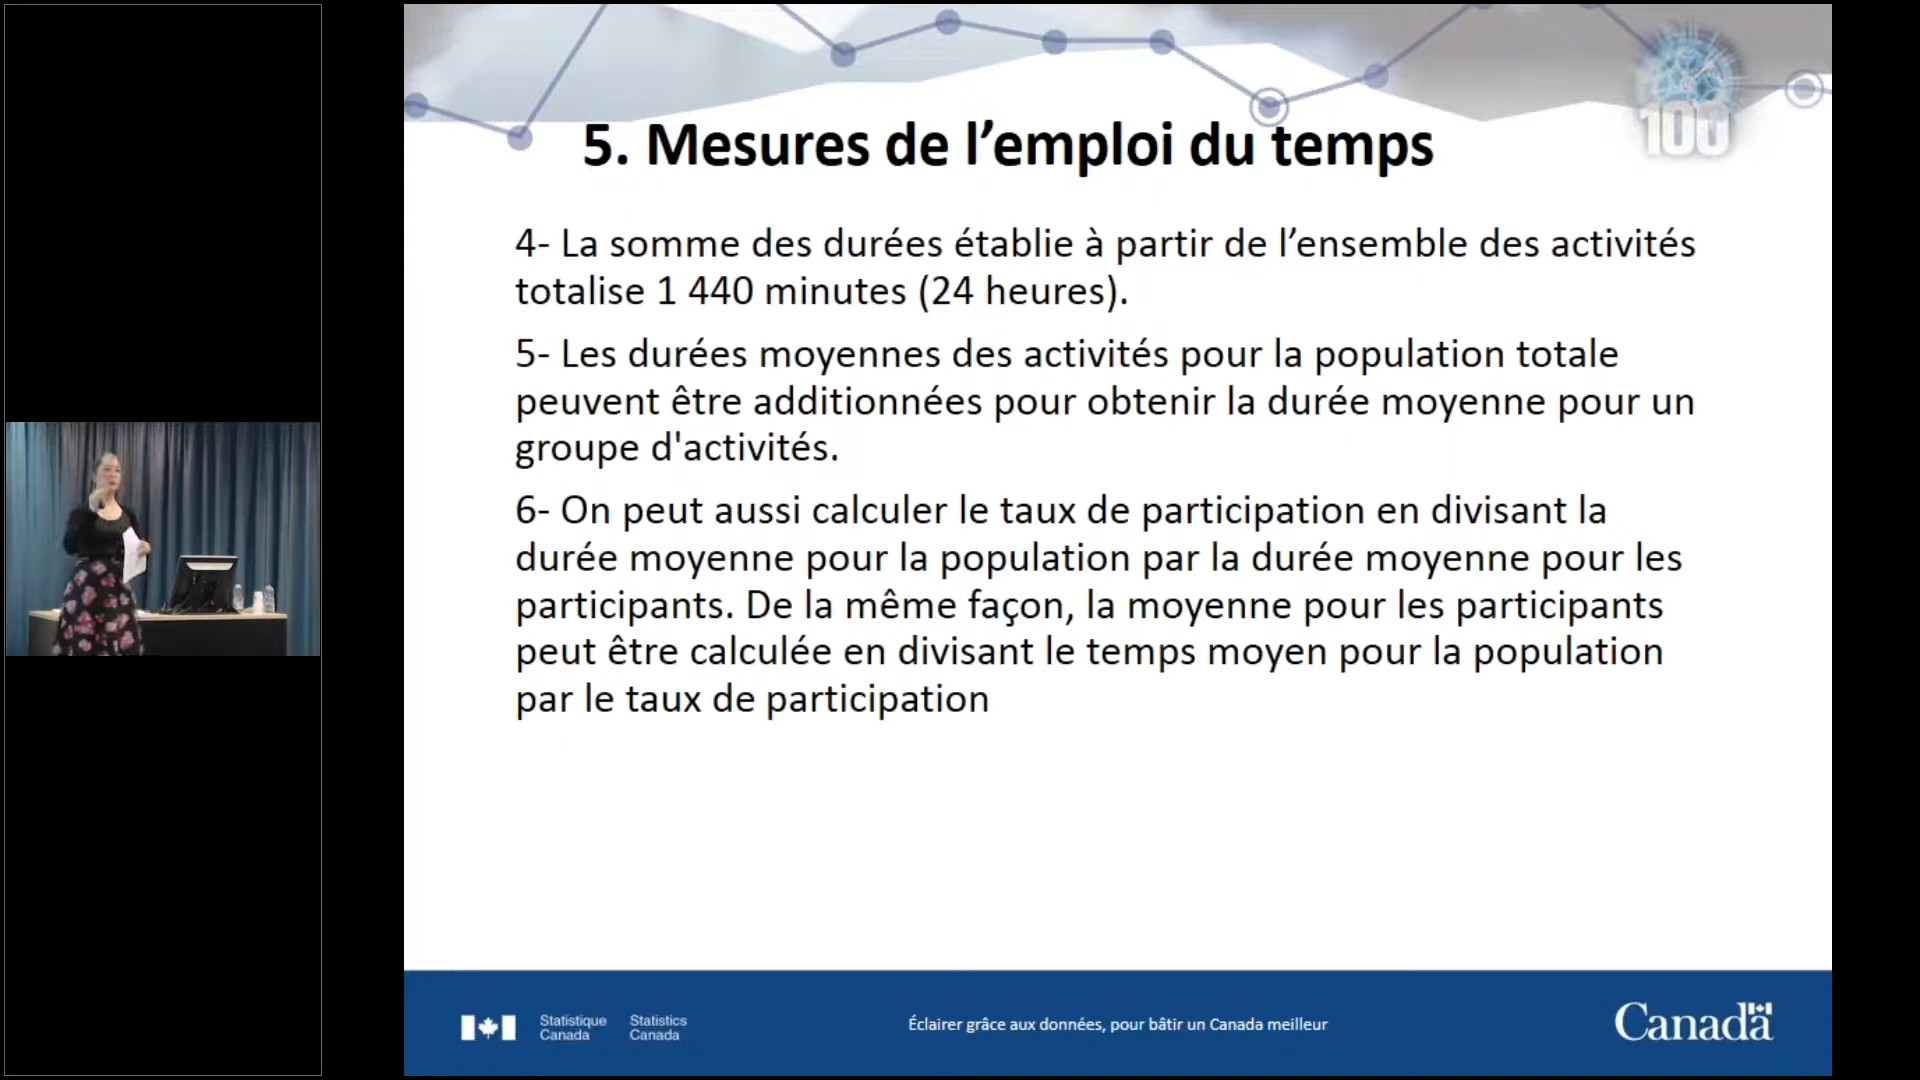 100
5. Mesures de l’emploi du temps
4- La somme des durées établie à partir de l’ensemble des activités
totalise 1 440 minutes (24 heures).
5- Les durées moyennes des activités pour la population totale
peuvent être additionnées pour obtenir la durée moyenne pour un
groupe d'activités.
6- On peut aussi calculer le taux de participation en divisant la
durée moyenne pour la population par la durée moyenne pour les
participants. De la même façon, la moyenne pour les participants
peut être calculée en divisant le temps moyen pour la population
par le taux de participation
Statistique
Canada
Statistics
Canada
Éclairer grâce aux données, pour bâtir un Canada meilleur
Canada